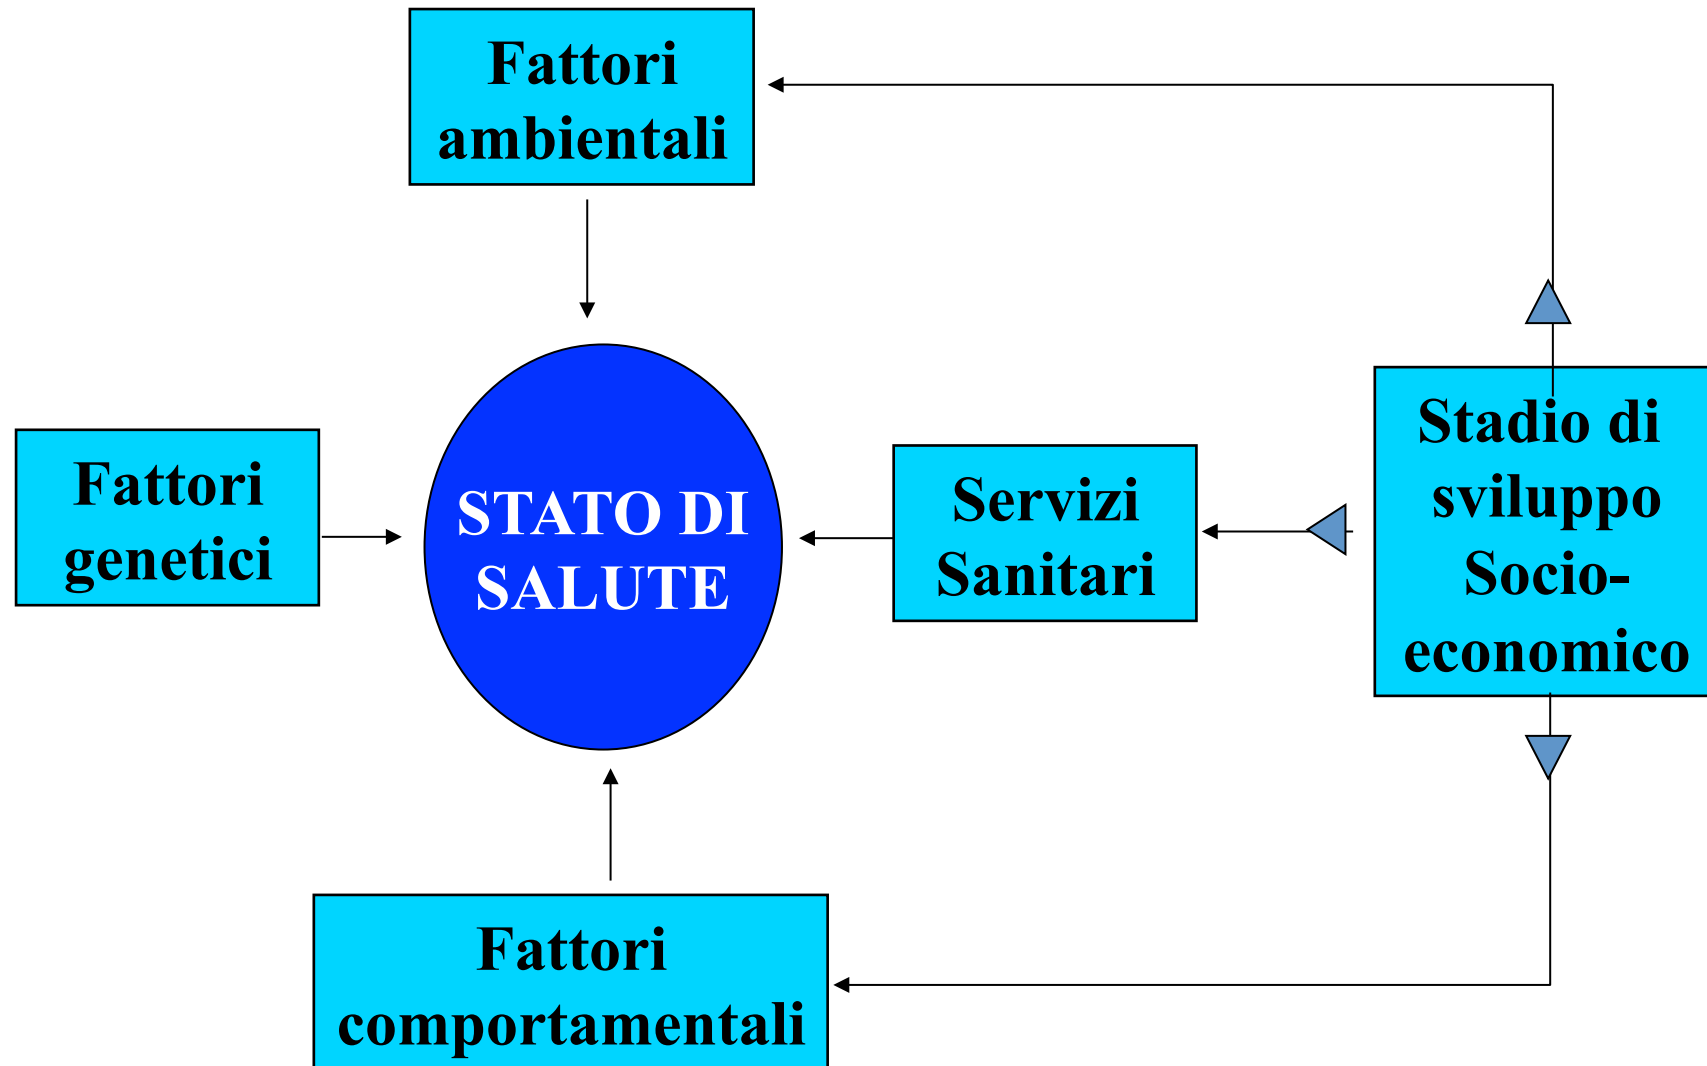 Fattori
ambientali
Fattori
genetici
STATO DI
SALUTE
Servizi
Sanitari
Stadio di
sviluppo
Socio-
economico
Fattori
comportamentali